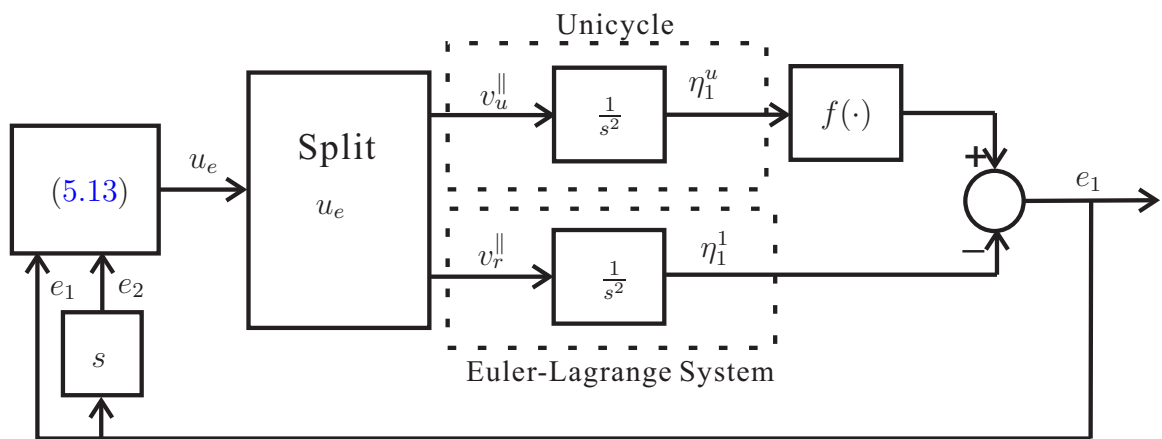 Unicycle
v_u^∥
1/s^2
η_1^u
f(·)
Split
u_e
(5.13)
u_e
+
e_1
−
v_r^∥
1/s^2
η_1^1
e_1
e_2
s
Euler-Lagrange System